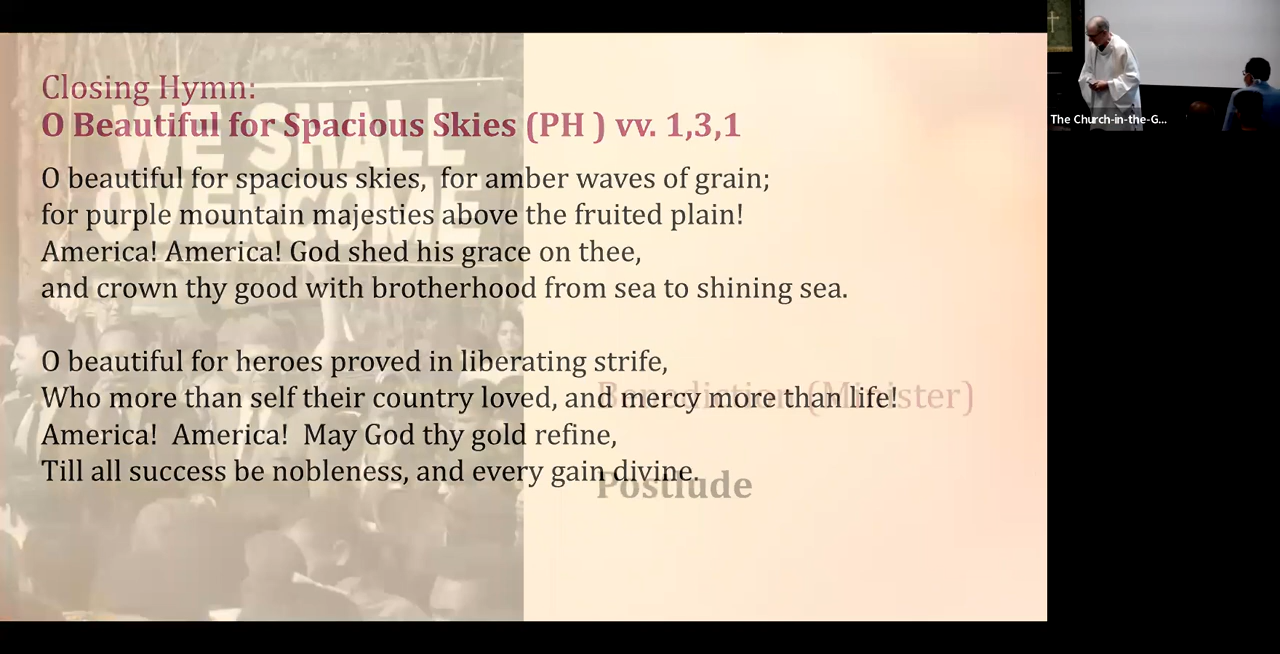 Closing Hymn:
O Beautiful for Spacious Skies (PH ) vv. 1,3,1
O beautiful for spacious skies,  for amber waves of grain;
for purple mountain majesties above the fruited plain!
America! America! God shed his grace on thee,
and crown thy good with brotherhood from sea to shining sea.
O beautiful for heroes proved in liberating strife,
Who more than self their country loved, and mercy more than life!
America!  America!  May God thy gold refine,
Till all success be nobleness, and every gain divine.
Benediction (Minister)
Postlude
WE SHALL
OVERCOME
The Church-in-the-G...